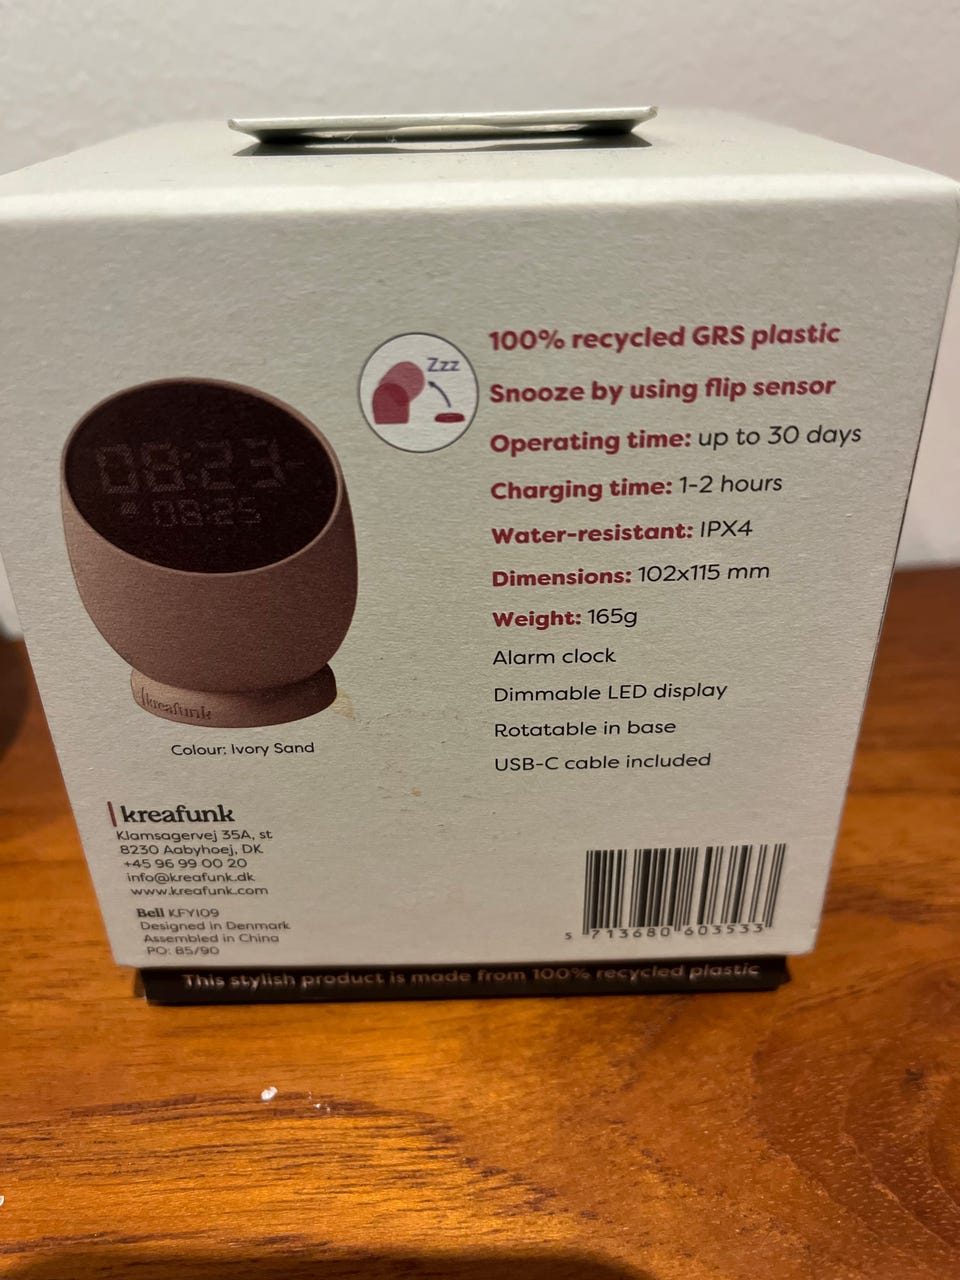 Zzz
100% recycled GRS plastic
Snooze by using flip sensor
Operating time: up to 30 days
Charging time: 1-2 hours
Water-resistant: IPX4
Dimensions: 102x115 mm
Weight: 165g
Alarm clock
Dimmable LED display
Rotatable in base
USB-C cable included
08:23
08:25
kreafunk
Colour: Ivory Sand
kreafunk
Klamsagervej 35A, st
8230 Aabyhoej, DK
+45 96 99 00 20
info@kreafunk.dk
www.kreafunk.com
Bell KFY109
Designed in Denmark
Assembled in China
PO: 85/90
5 713680 603533
This stylish product is made from 100% recycled plastic